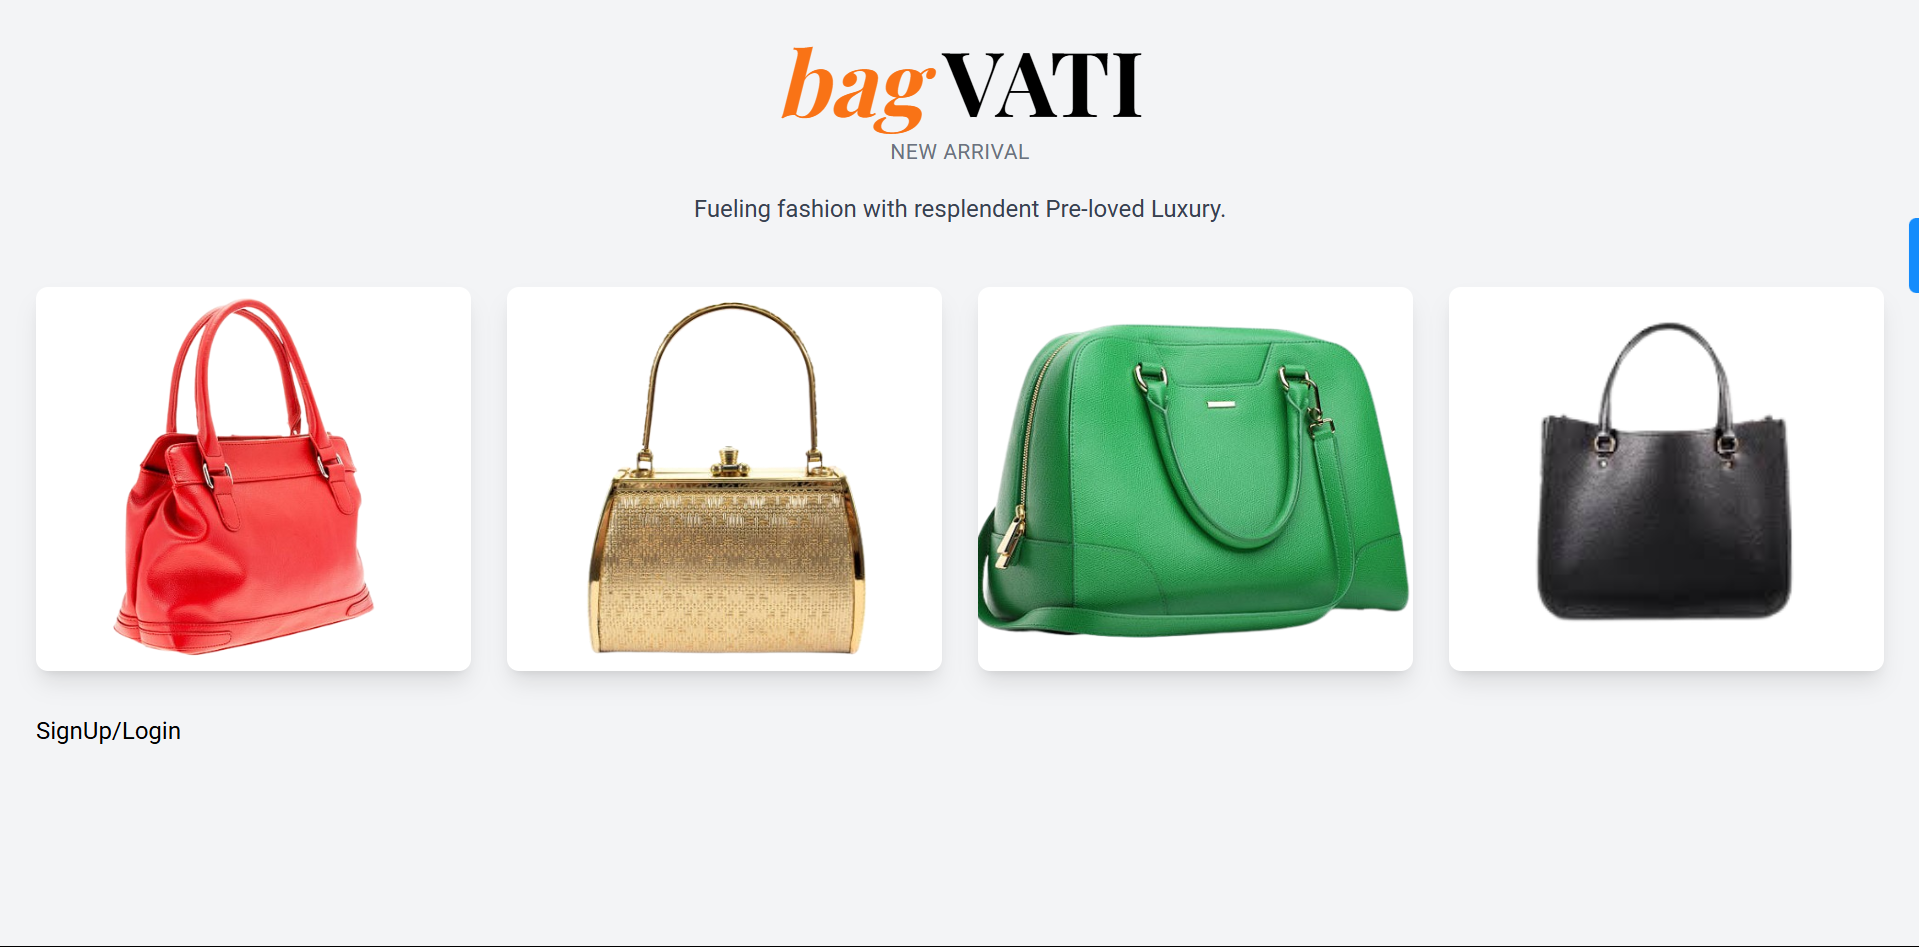 bagVATI
NEW ARRIVAL
Fueling fashion with resplendent Pre-loved Luxury.
SignUp/Login